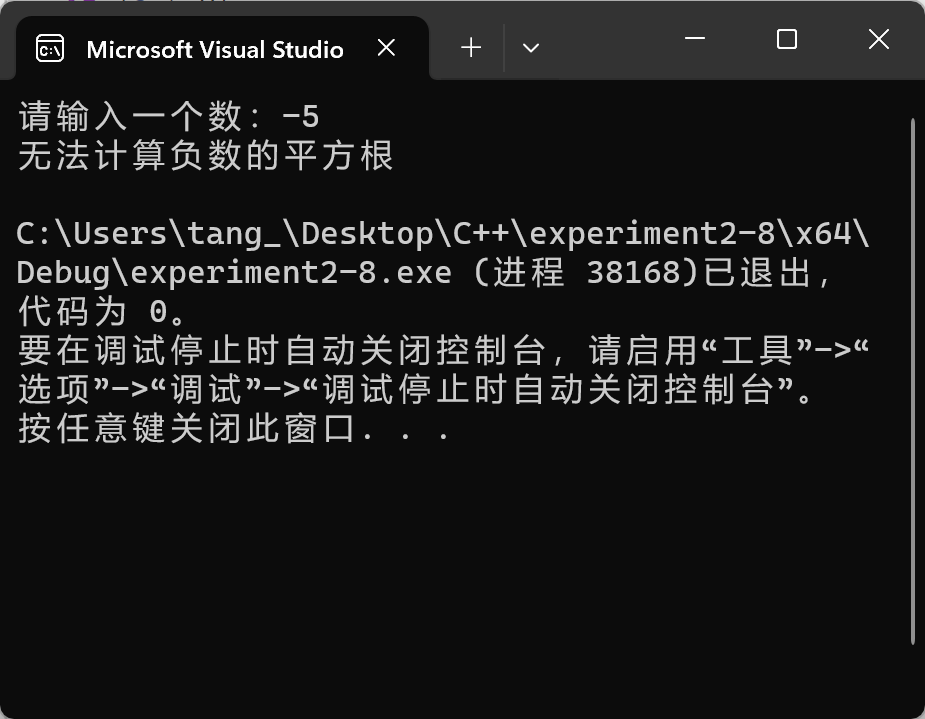 Microsoft Visual Studio
请输入一个数：-5
无法计算负数的平方根
C:\Users\tang_\Desktop\C++\experiment2-8\x64\
Debug\experiment2-8.exe (进程 38168)已退出，
代码为 0。
要在调试停止时自动关闭控制台，请启用“工具”->“
选项”->“调试”->“调试停止时自动关闭控制台”。
按任意键关闭此窗口. . .